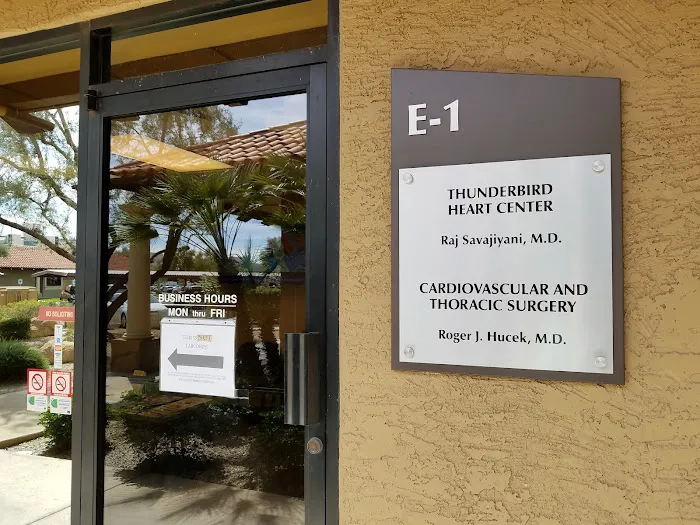 E-1
THUNDERBIRD
HEART CENTER
Raj Savajiyani, M.D.
CARDIOVASCULAR AND
THORACIC SURGERY
Roger J. Hucek, M.D.
BUSINESS HOURS
MON thru FRI
NO SOLICITING